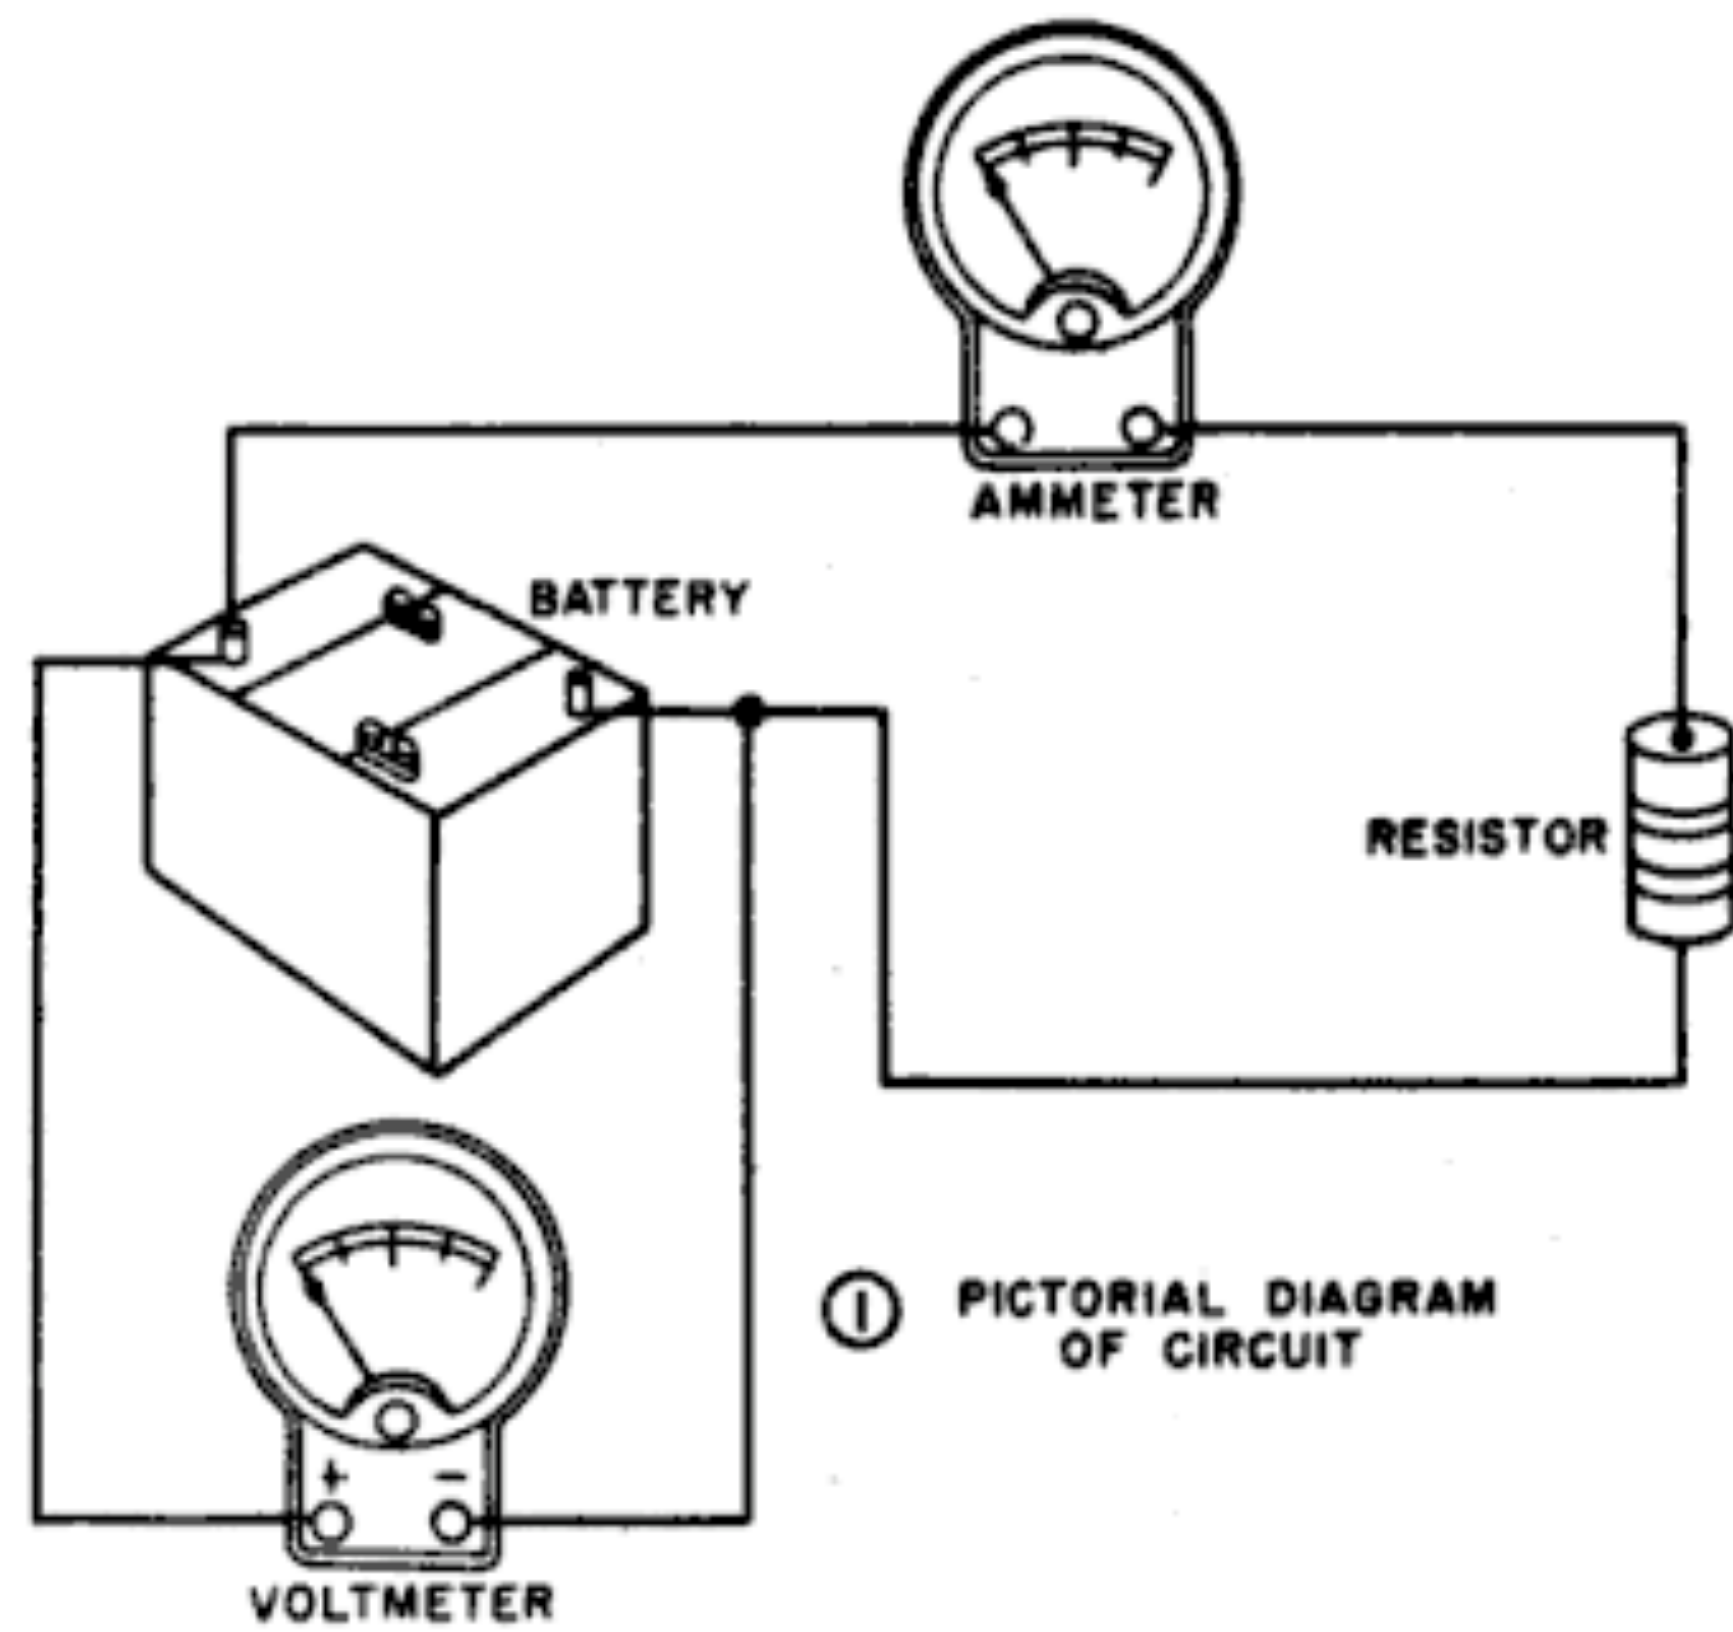 AMMETER
BATTERY
RESISTOR
① PICTORIAL DIAGRAM
OF CIRCUIT
+ −
VOLTMETER